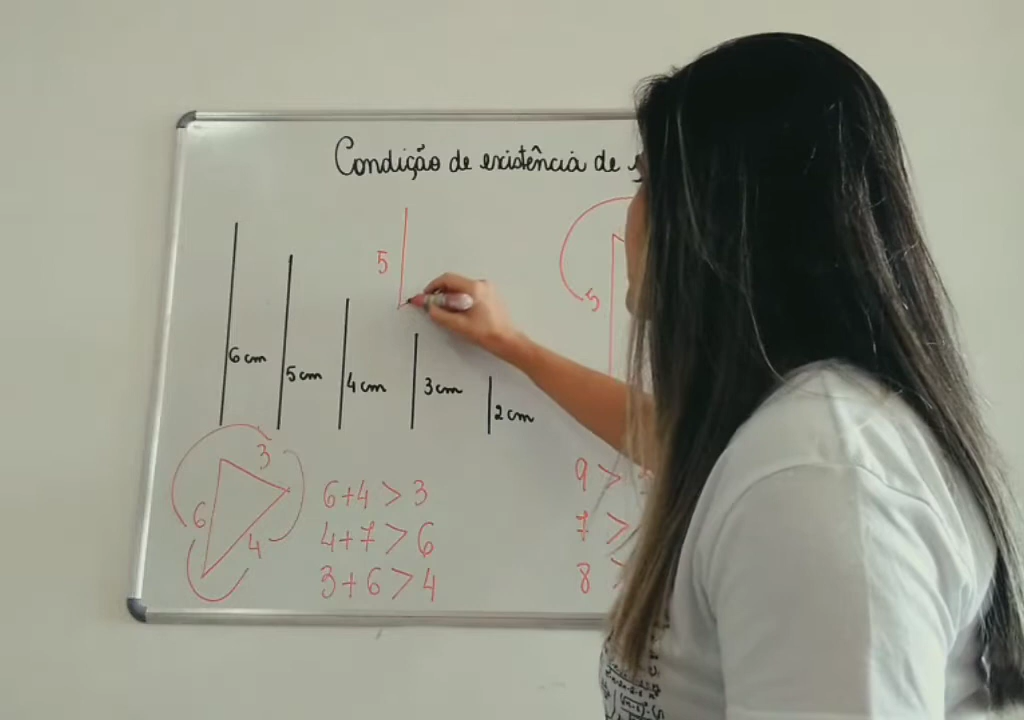 Condição de existência de
5
5
6 cm
5 cm
4 cm
3 cm
2 cm
3
6
4
6+4 > 3
4+7 > 6
3+6 > 4
9 >
7 >
8 >